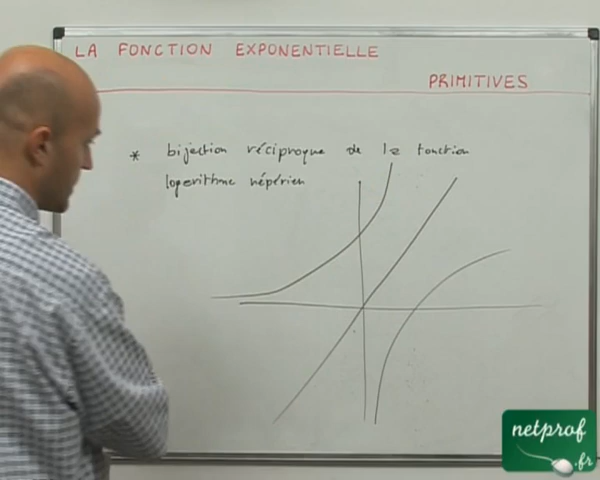 LA FONCTION EXPONENTIELLE
PRIMITIVES
* bijection réciproque de la fonction
logarithme népérien
netprof
.fr